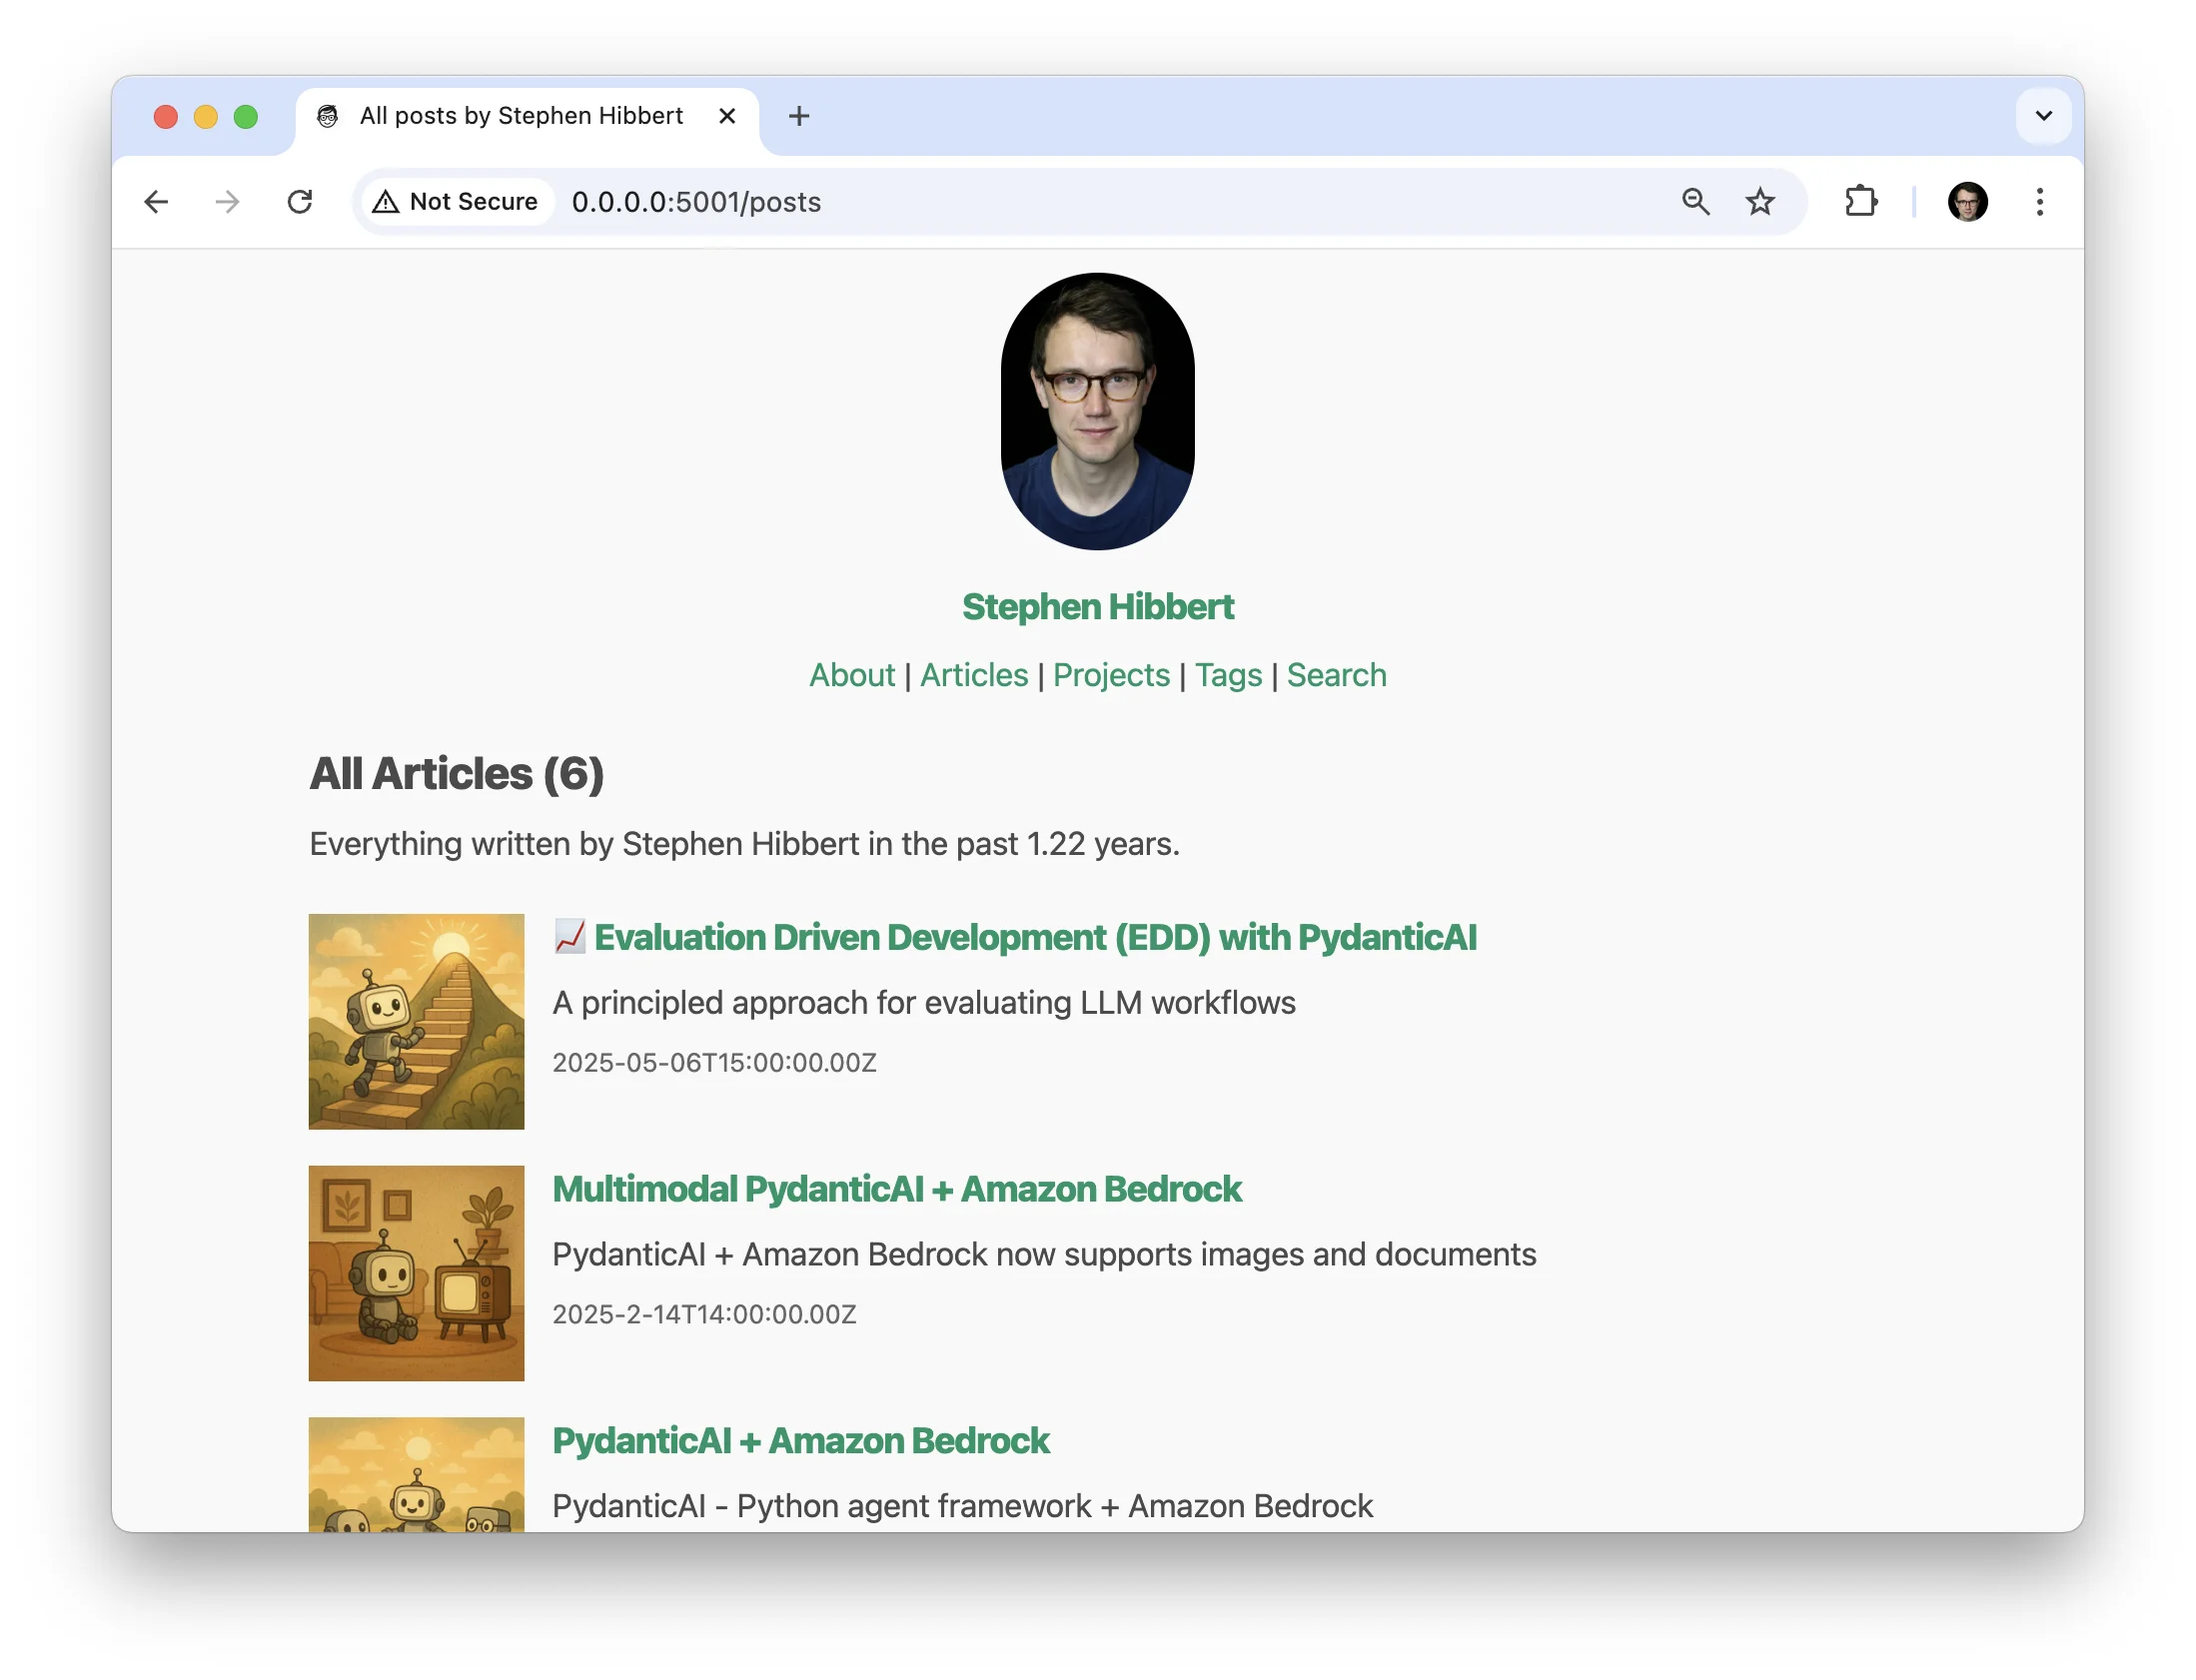 All posts by Stephen Hibbert
Not Secure 0.0.0.0:5001/posts
Stephen Hibbert
About | Articles | Projects | Tags | Search
All Articles (6)
Everything written by Stephen Hibbert in the past 1.22 years.
📈 Evaluation Driven Development (EDD) with PydanticAI
A principled approach for evaluating LLM workflows
2025-05-06T15:00:00.00Z
Multimodal PydanticAI + Amazon Bedrock
PydanticAI + Amazon Bedrock now supports images and documents
2025-2-14T14:00:00.00Z
PydanticAI + Amazon Bedrock
PydanticAI - Python agent framework + Amazon Bedrock